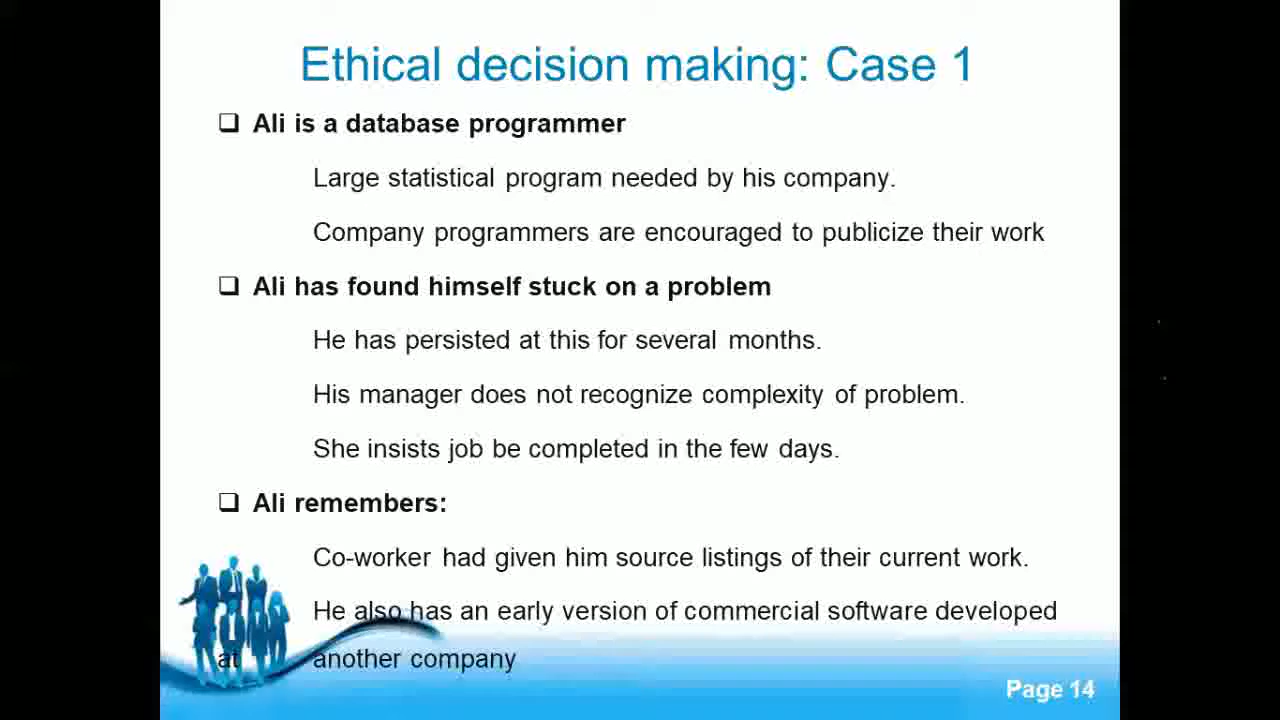 Ethical decision making: Case 1
❑ Ali is a database programmer
Large statistical program needed by his company.
Company programmers are encouraged to publicize their work
❑ Ali has found himself stuck on a problem
He has persisted at this for several months.
His manager does not recognize complexity of problem.
She insists job be completed in the few days.
❑ Ali remembers:
Co-worker had given him source listings of their current work.
He also has an early version of commercial software developed
at another company
Page 14